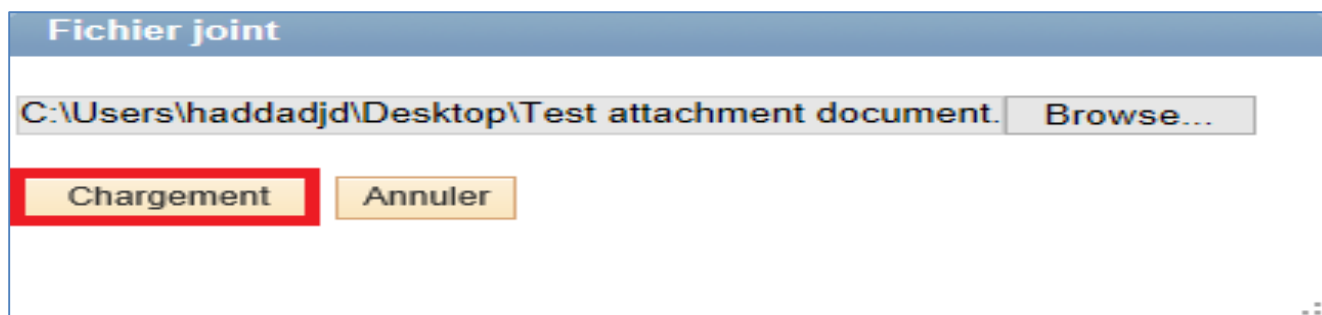 Fichier joint
C:\Users\haddadjd\Desktop\Test attachment document. Browse...
Chargement Annuler